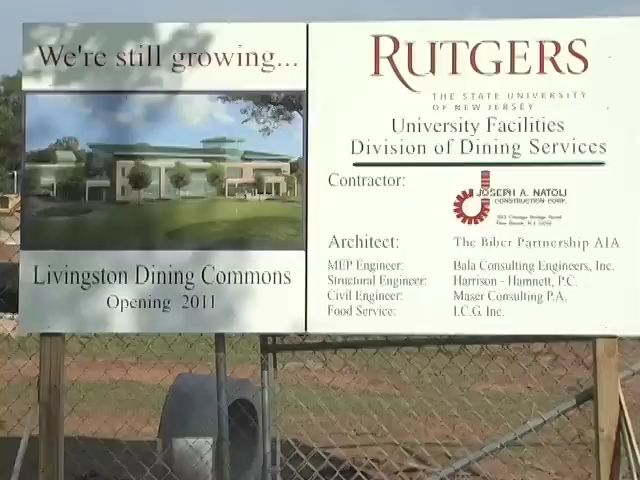 We're still growing...
Livingston Dining Commons
Opening 2011
RUTGERS
THE STATE UNIVERSITY
OF NEW JERSEY
University Facilities
Division of Dining Services
Contractor:
JOSEPH A. NATOLI
CONSTRUCTION CORP.
Architect: The Biber Partnership AIA
MEP Engineer: Bala Consulting Engineers, Inc.
Structural Engineer: Harrison - Hamnett, P.C.
Civil Engineer: Maser Consulting P.A.
Food Service: I.C.G. Inc.